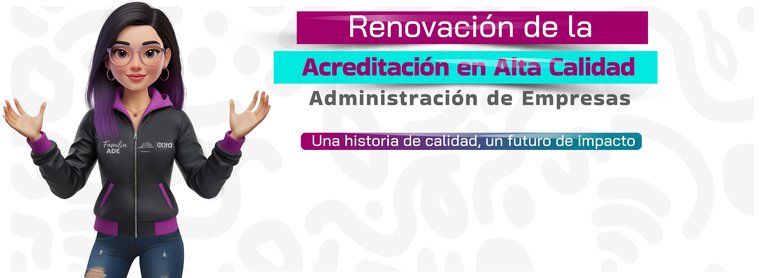 Renovación de la
Acreditación en Alta Calidad
Administración de Empresas
Una historia de calidad, un futuro de impacto
Familia
ADE